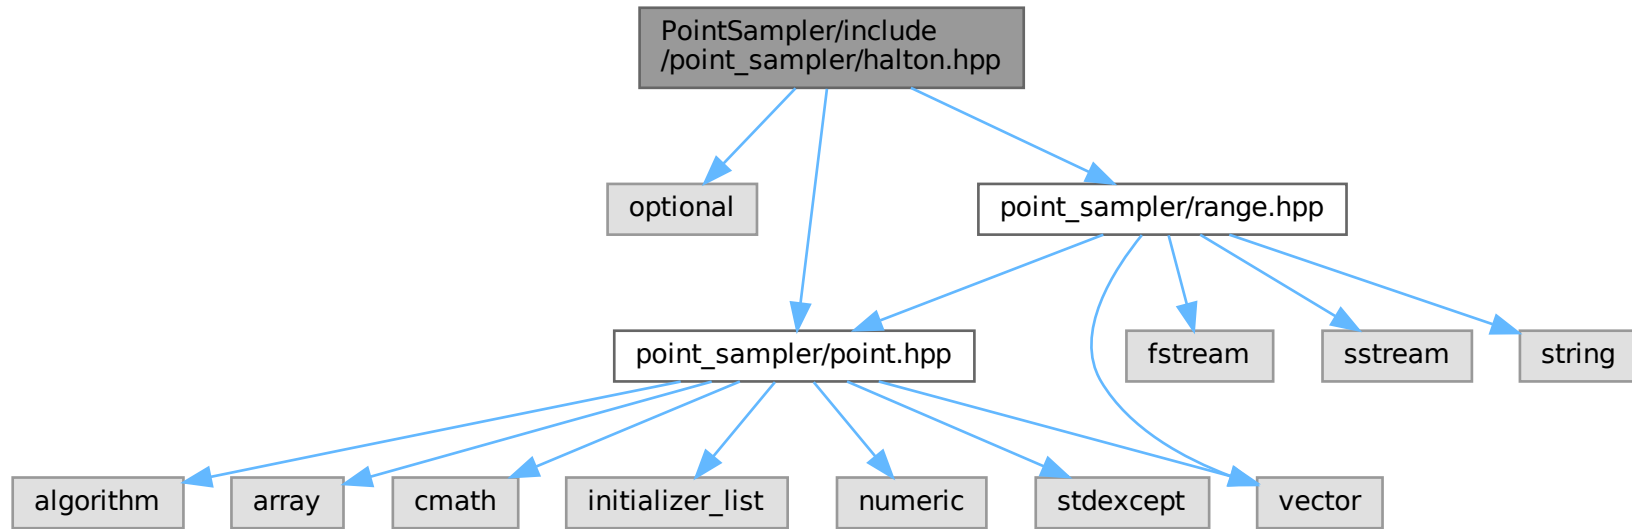 PointSampler/include
/point_sampler/halton.hpp
optional
point_sampler/range.hpp
point_sampler/point.hpp
fstream
sstream
string
algorithm
array
cmath
initializer_list
numeric
stdexcept
vector